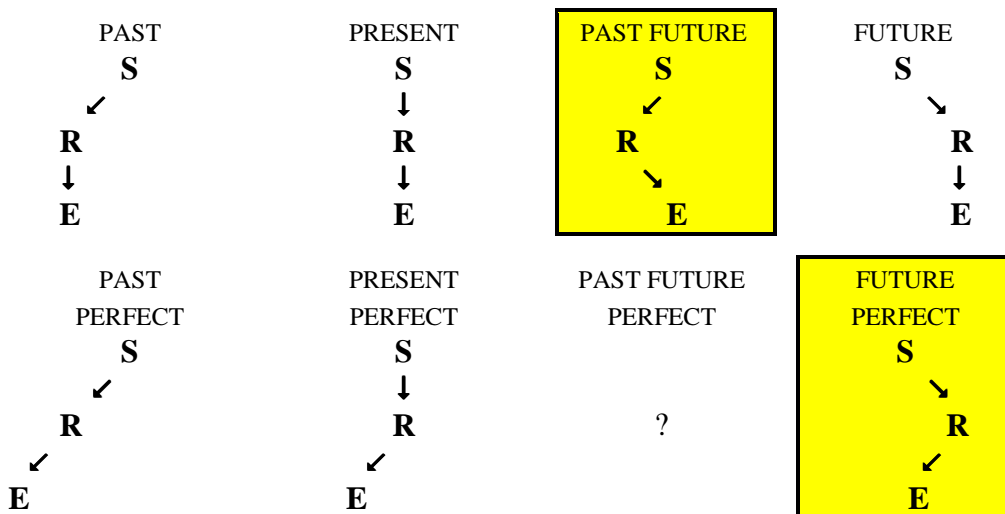 PAST PRESENT PAST FUTURE FUTURE
S S S S
↙ ↓ ↙ ↘
R R R R
↓ ↓ ↘ ↓
E E E E
PAST PRESENT PAST FUTURE FUTURE
PERFECT PERFECT PERFECT PERFECT
S S S
↙ ↓ ↘
R R ? R
↙ ↙ ↙
E E E